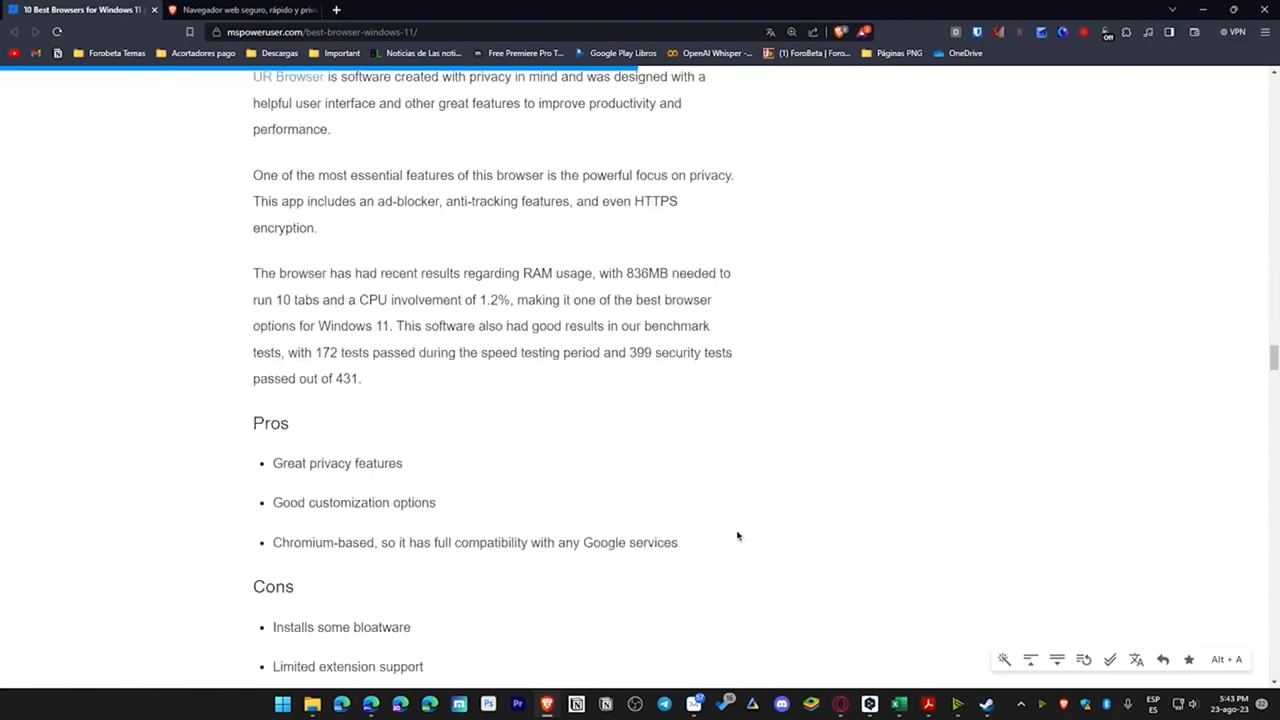 10 Best Browsers for Windows 11
Navegador web seguro, rápido y priv
mspoweruser.com/best-browser-windows-11/
VPN
Forobeta Temas
Acortadores pago
Descargas
Important
Noticias de Las noti...
Free Premiere Pro T...
Google Play Libros
OpenAI Whisper -...
ForoBeta | Foro...
Páginas PNG
OneDrive
UR Browser is software created with privacy in mind and was designed with a
helpful user interface and other great features to improve productivity and
performance.
One of the most essential features of this browser is the powerful focus on privacy.
This app includes an ad-blocker, anti-tracking features, and even HTTPS
encryption.
The browser has had recent results regarding RAM usage, with 836MB needed to
run 10 tabs and a CPU involvement of 1.2%, making it one of the best browser
options for Windows 11. This software also had good results in our benchmark
tests, with 172 tests passed during the speed testing period and 399 security tests
passed out of 431.
Pros
Great privacy features
Good customization options
Chromium-based, so it has full compatibility with any Google services
Cons
Installs some bloatware
Limited extension support
Alt + A
ESP
ES
5:43 PM
23-ago-23